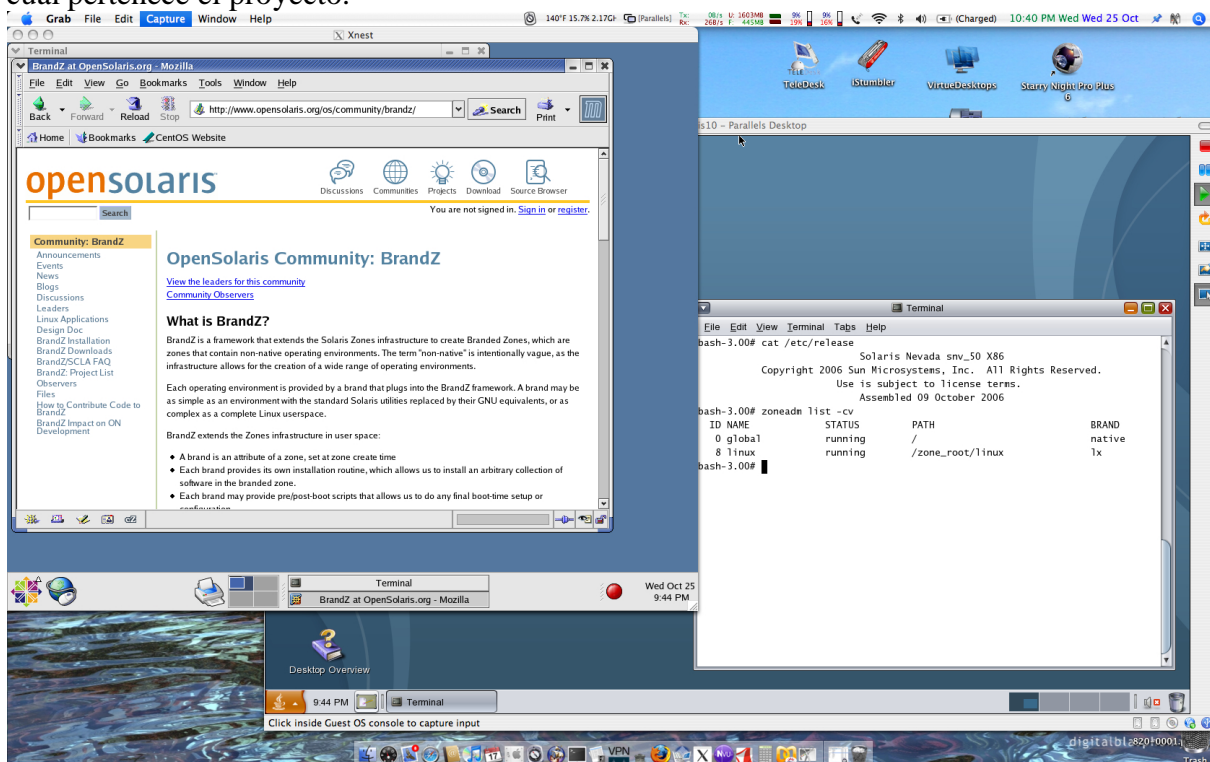 cual pertenece el proyecto.
Grab File Edit Capture Window Help
140°F 15.7% 2.17GH [Parallels] Tx: 0B/s U: 1603MB 9% 9% (Charged) 10:40 PM Wed Wed 25 Oct
Rx: 26B/s F: 445MB 19% 16%
Xnest
Terminal
BrandZ at OpenSolaris.org - Mozilla
File Edit View Go Bookmarks Tools Window Help
Back Forward Reload Stop http://www.opensolaris.org/os/community/brandz/ Search Print
Home Bookmarks CentOS Website
opensolaris
Discussions Communities Projects Download Source Browser
Search
You are not signed in. Sign in or register.
Community: BrandZ
Announcements
Events
News
Blogs
Discussions
Leaders
Linux Applications
Design Doc
BrandZ Installation
BrandZ Downloads
BrandZ/SCLA FAQ
BrandZ: Project List
Observers
Files
How to Contribute Code to
BrandZ
BrandZ Impact on ON
Development
OpenSolaris Community: BrandZ
View the leaders for this community
Community Observers
What is BrandZ?
BrandZ is a framework that extends the Solaris Zones infrastructure to create Branded Zones, which are
zones that contain non-native operating environments. The term "non-native" is intentionally vague, as the
infrastructure allows for the creation of a wide range of operating environments.
Each operating environment is provided by a brand that plugs into the BrandZ framework. A brand may be
as simple as an environment with the standard Solaris utilities replaced by their GNU equivalents, or as
complex as a complete Linux userspace.
BrandZ extends the Zones infrastructure in user space:
• A brand is an attribute of a zone, set at zone create time
• Each brand provides its own installation routine, which allows us to install an arbitrary collection of
software in the branded zone.
• Each brand may provide pre/post-boot scripts that allows us to do any final boot-time setup or
configuration
Terminal
BrandZ at OpenSolaris.org - Mozilla
Wed Oct 25
9:44 PM
TeleDesk iStumbler VirtueDesktops Starry Night Pro Plus
6
is10 - Parallels Desktop
Terminal
File Edit View Terminal Tabs Help
bash-3.00# cat /etc/release
Solaris Nevada snv_50 X86
Copyright 2006 Sun Microsystems, Inc. All Rights Reserved.
Use is subject to license terms.
Assembled 09 October 2006
bash-3.00# zoneadm list -cv
ID NAME STATUS PATH BRAND
0 global running / native
8 linux running /zone_root/linux lx
bash-3.00#
Desktop Overview
9:44 PM Terminal
Click inside Guest OS console to capture input
VPN
Trash